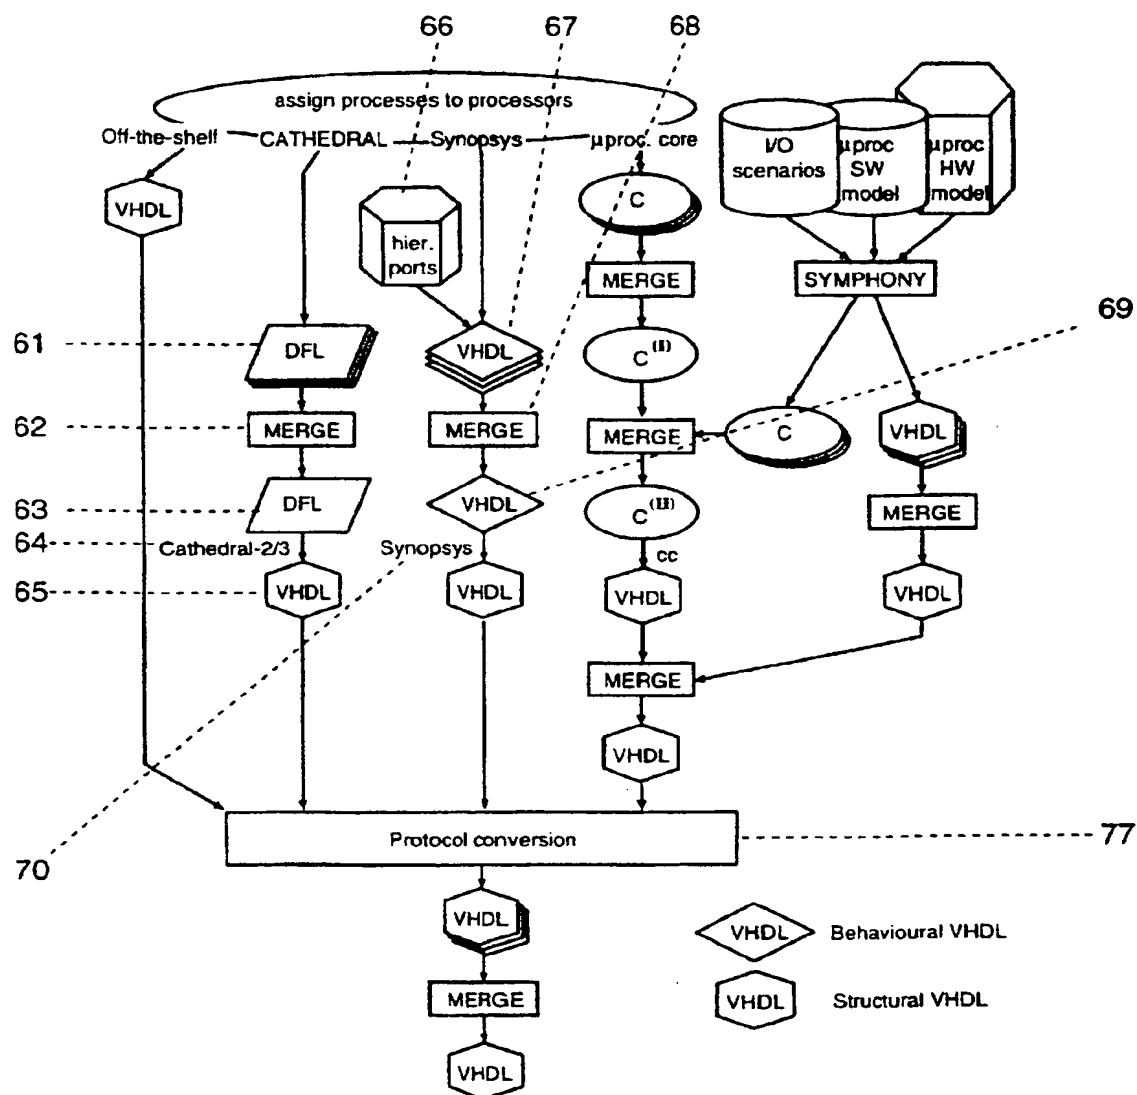 66
67
68
assign processes to processors
Off-the-shelf
CATHEDRAL
Synopsys
µproc. core
I/O
scenarios
µproc
SW
model
µproc
HW
model
VHDL
C
hier.
ports
MERGE
SYMPHONY
69
61
DFL
VHDL
C (II)
62
MERGE
MERGE
MERGE
C
VHDL
63
DFL
VHDL
C (III)
MERGE
64
Cathedral-2/3
Synopsys
cc
65
VHDL
VHDL
VHDL
VHDL
MERGE
VHDL
Protocol conversion
77
70
VHDL
VHDL
Behavioural VHDL
MERGE
VHDL
Structural VHDL
VHDL